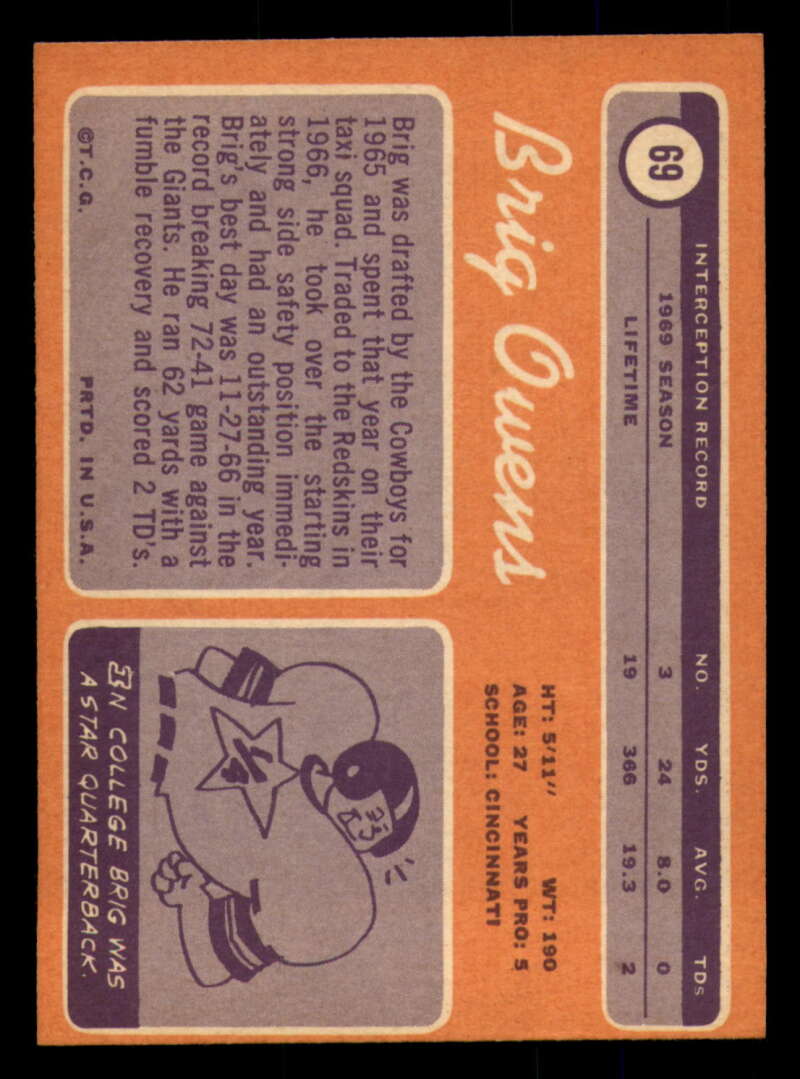 69
INTERCEPTION RECORD NO. YDS. AVG. TDs
1969 SEASON 3 24 8.0 0
LIFETIME 19 366 19.3 2
Brig Owens
HT: 5'11" WT: 190
AGE: 27 YEARS PRO: 5
SCHOOL: CINCINNATI
Brig was drafted by the Cowboys for
1965 and spent that year on their
taxi squad. Traded to the Redskins in
1966, he took over the starting
strong side safety position immedi-
ately and had an outstanding year.
Brig's best day was 11-27-66 in the
record breaking 72-41 game against
the Giants. He ran 62 yards with a
fumble recovery and scored 2 TD's.
©T.C.G. PRTD. IN U.S.A.
IN COLLEGE BRIG WAS
A STAR QUARTERBACK.
1/4